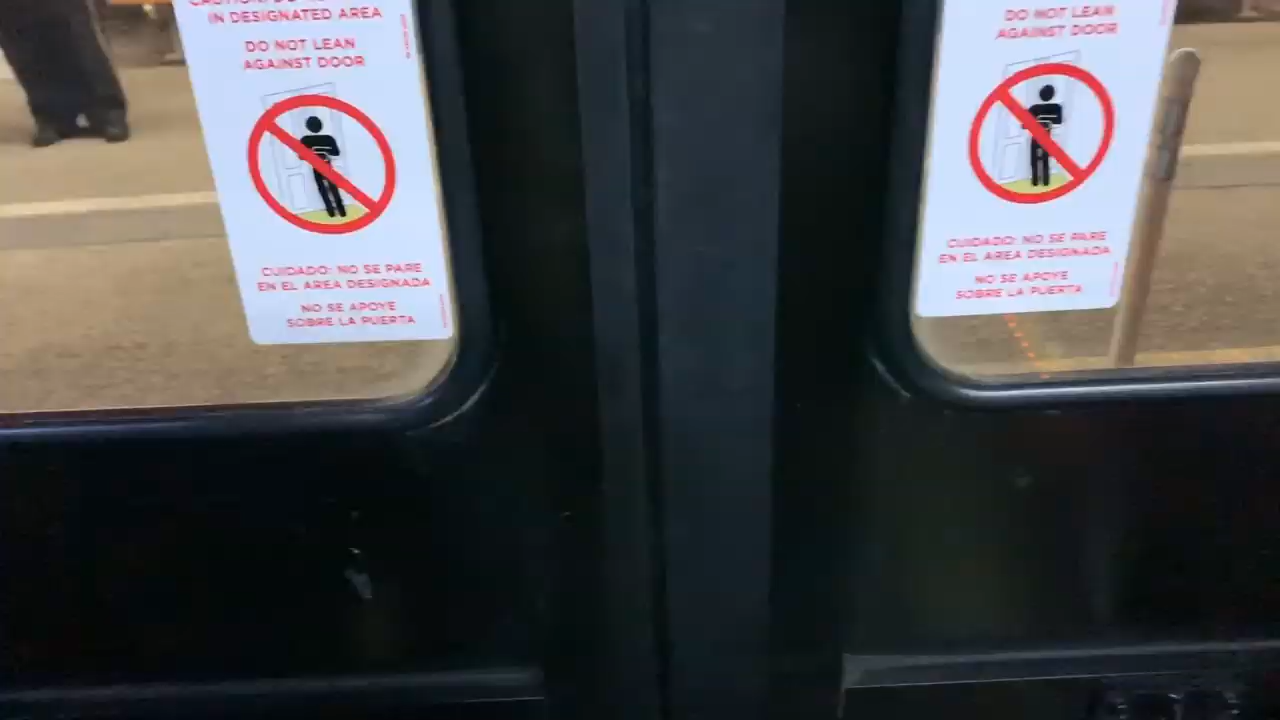 IN DESIGNATED AREA
DO NOT LEAN
AGAINST DOOR
CUIDADO: NO SE PARE
EN EL AREA DESIGNADA
NO SE APOYE
SOBRE LA PUERTA
DO NOT LEAN
AGAINST DOOR
CUIDADO: NO SE PARE
EN EL AREA DESIGNADA
NO SE APOYE
SOBRE LA PUERTA